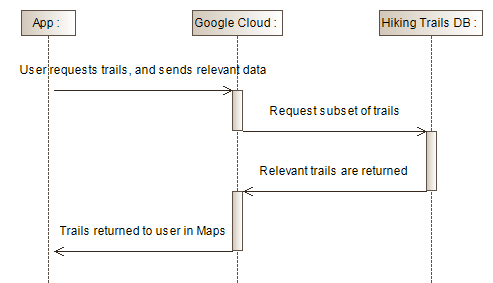 App :
Google Cloud :
Hiking Trails DB :
User requests trails, and sends relevant data
Request subset of trails
Relevant trails are returned
Trails returned to user in Maps